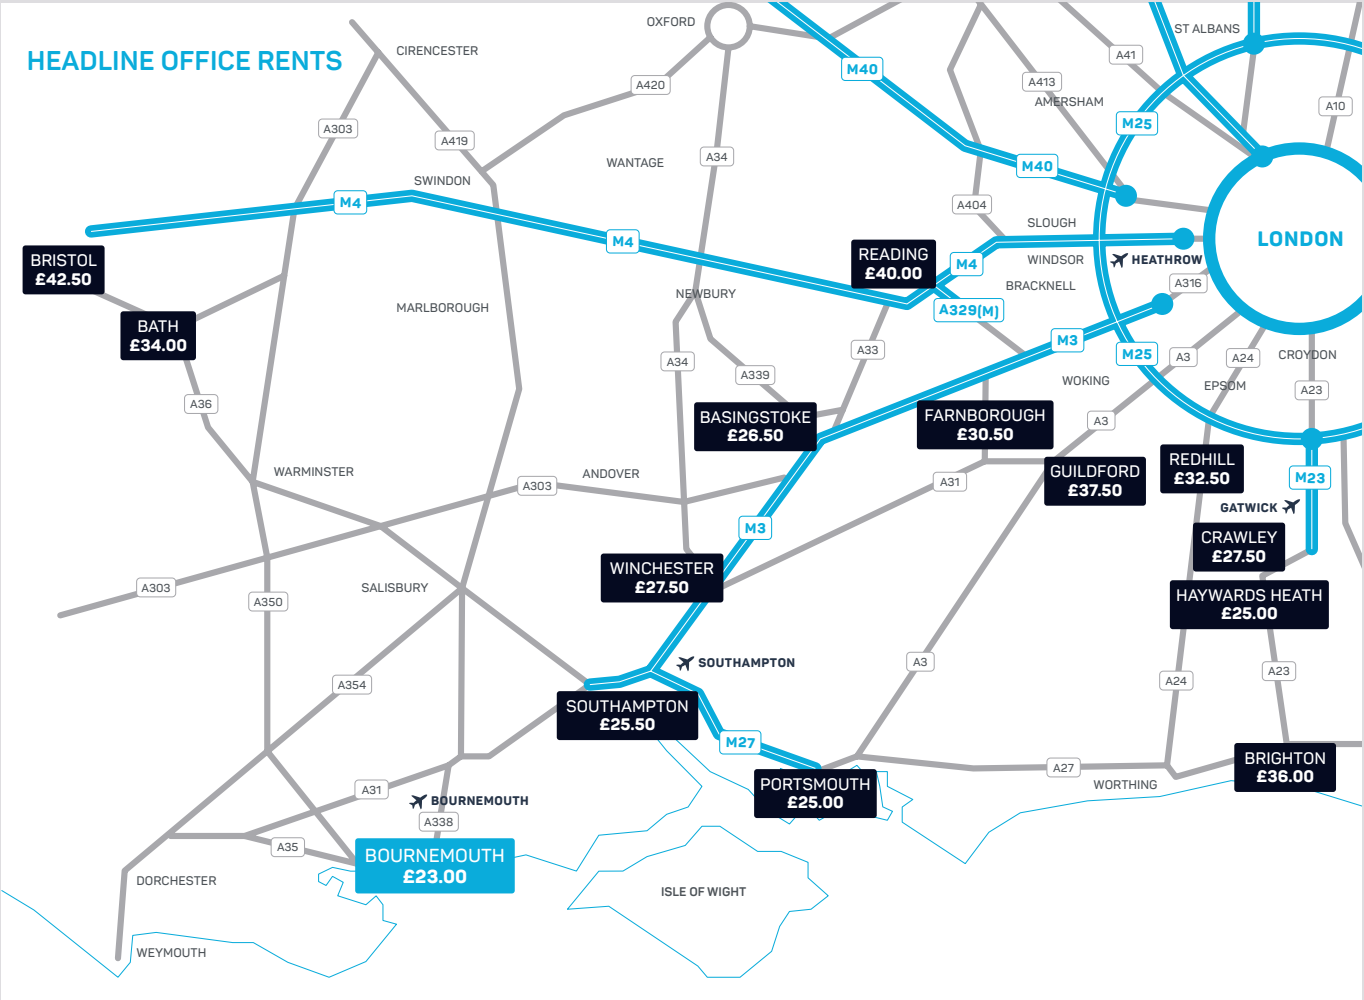 HEADLINE OFFICE RENTS
OXFORD
CIRENCESTER
ST ALBANS
A41
M40
A420
A413
AMERSHAM
A10
A303
A419
M25
WANTAGE
A34
M40
SWINDON
M4
A404
SLOUGH
M4
LONDON
BRISTOL
£42.50
READING
£40.00
M4
WINDSOR
HEATHROW
BRACKNELL
A316
NEWBURY
MARLBOROUGH
A329(M)
BATH
£34.00
A33
M3
M25
A3
A24
CROYDON
A34
A339
WOKING
EPSOM
A23
A36
BASINGSTOKE
£26.50
FARNBOROUGH
£30.50
A3
WARMINSTER
ANDOVER
A303
A31
GUILDFORD
£37.50
REDHILL
£32.50
M23
GATWICK
M3
CRAWLEY
£27.50
WINCHESTER
£27.50
A303
A350
SALISBURY
HAYWARDS HEATH
£25.00
SOUTHAMPTON
A3
A24
A23
A354
SOUTHAMPTON
£25.50
M27
A27
BRIGHTON
£36.00
PORTSMOUTH
£25.00
WORTHING
A31
BOURNEMOUTH
A338
A35
BOURNEMOUTH
£23.00
DORCHESTER
ISLE OF WIGHT
WEYMOUTH